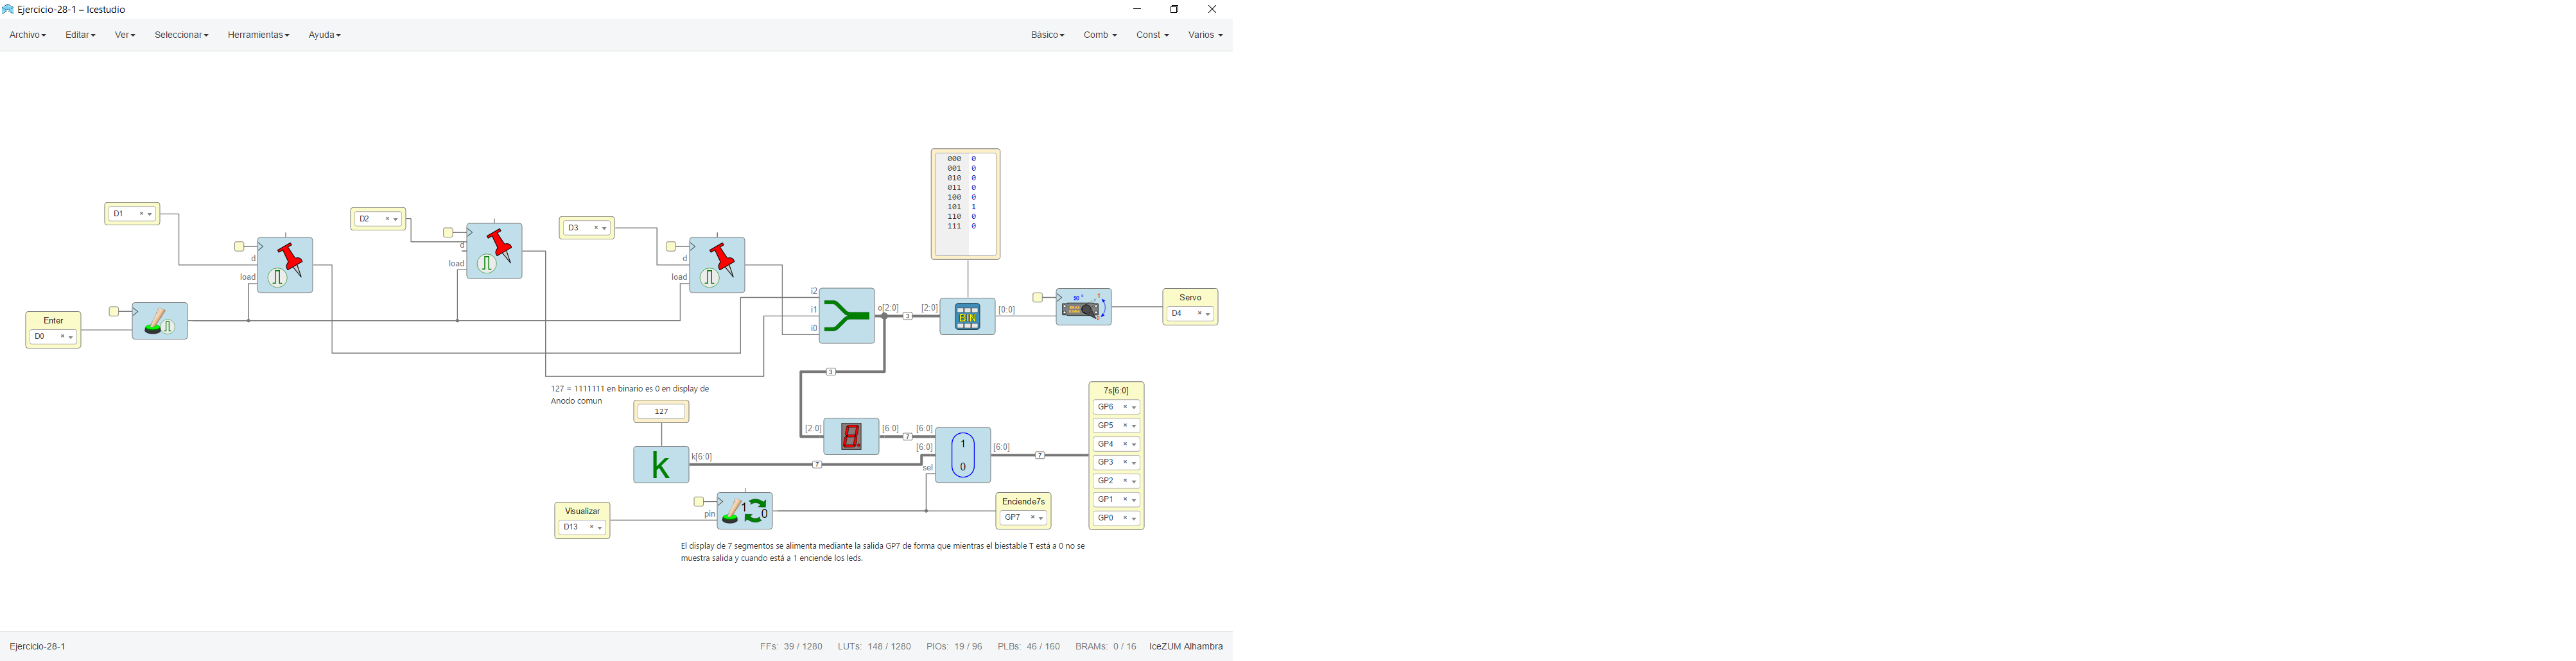 Ejercicio-28-1 – Icestudio
Archivo Editar Ver Seleccionar Herramientas Ayuda Básico Comb Const Varios
000 0
001 0
010 0
011 0
100 0
101 1
110 0
111 0
D1
D2
D3
d
load
d
load
d
load
Enter
D0
i2
i1
i0
o[2:0]
3
[2:0]
BIN
[0:0]
90 °
Servo
D4
3
127 = 1111111 en binario es 0 en display de
Anodo comun
127
k
k[6:0]
7
[2:0]
[6:0]
7
[6:0]
[6:0]
sel
1
0
[6:0]
7
7s[6:0]
GP6
GP5
GP4
GP3
GP2
GP1
GP0
Visualizar
D13
pin
1
0
Enciende7s
GP7
El display de 7 segmentos se alimenta mediante la salida GP7 de forma que mientras el biestable T está a 0 no se
muestra salida y cuando está a 1 enciende los leds.
Ejercicio-28-1 FFs: 39 / 1280 LUTs: 148 / 1280 PIOs: 19 / 96 PLBs: 46 / 160 BRAMs: 0 / 16 IceZUM Alhambra